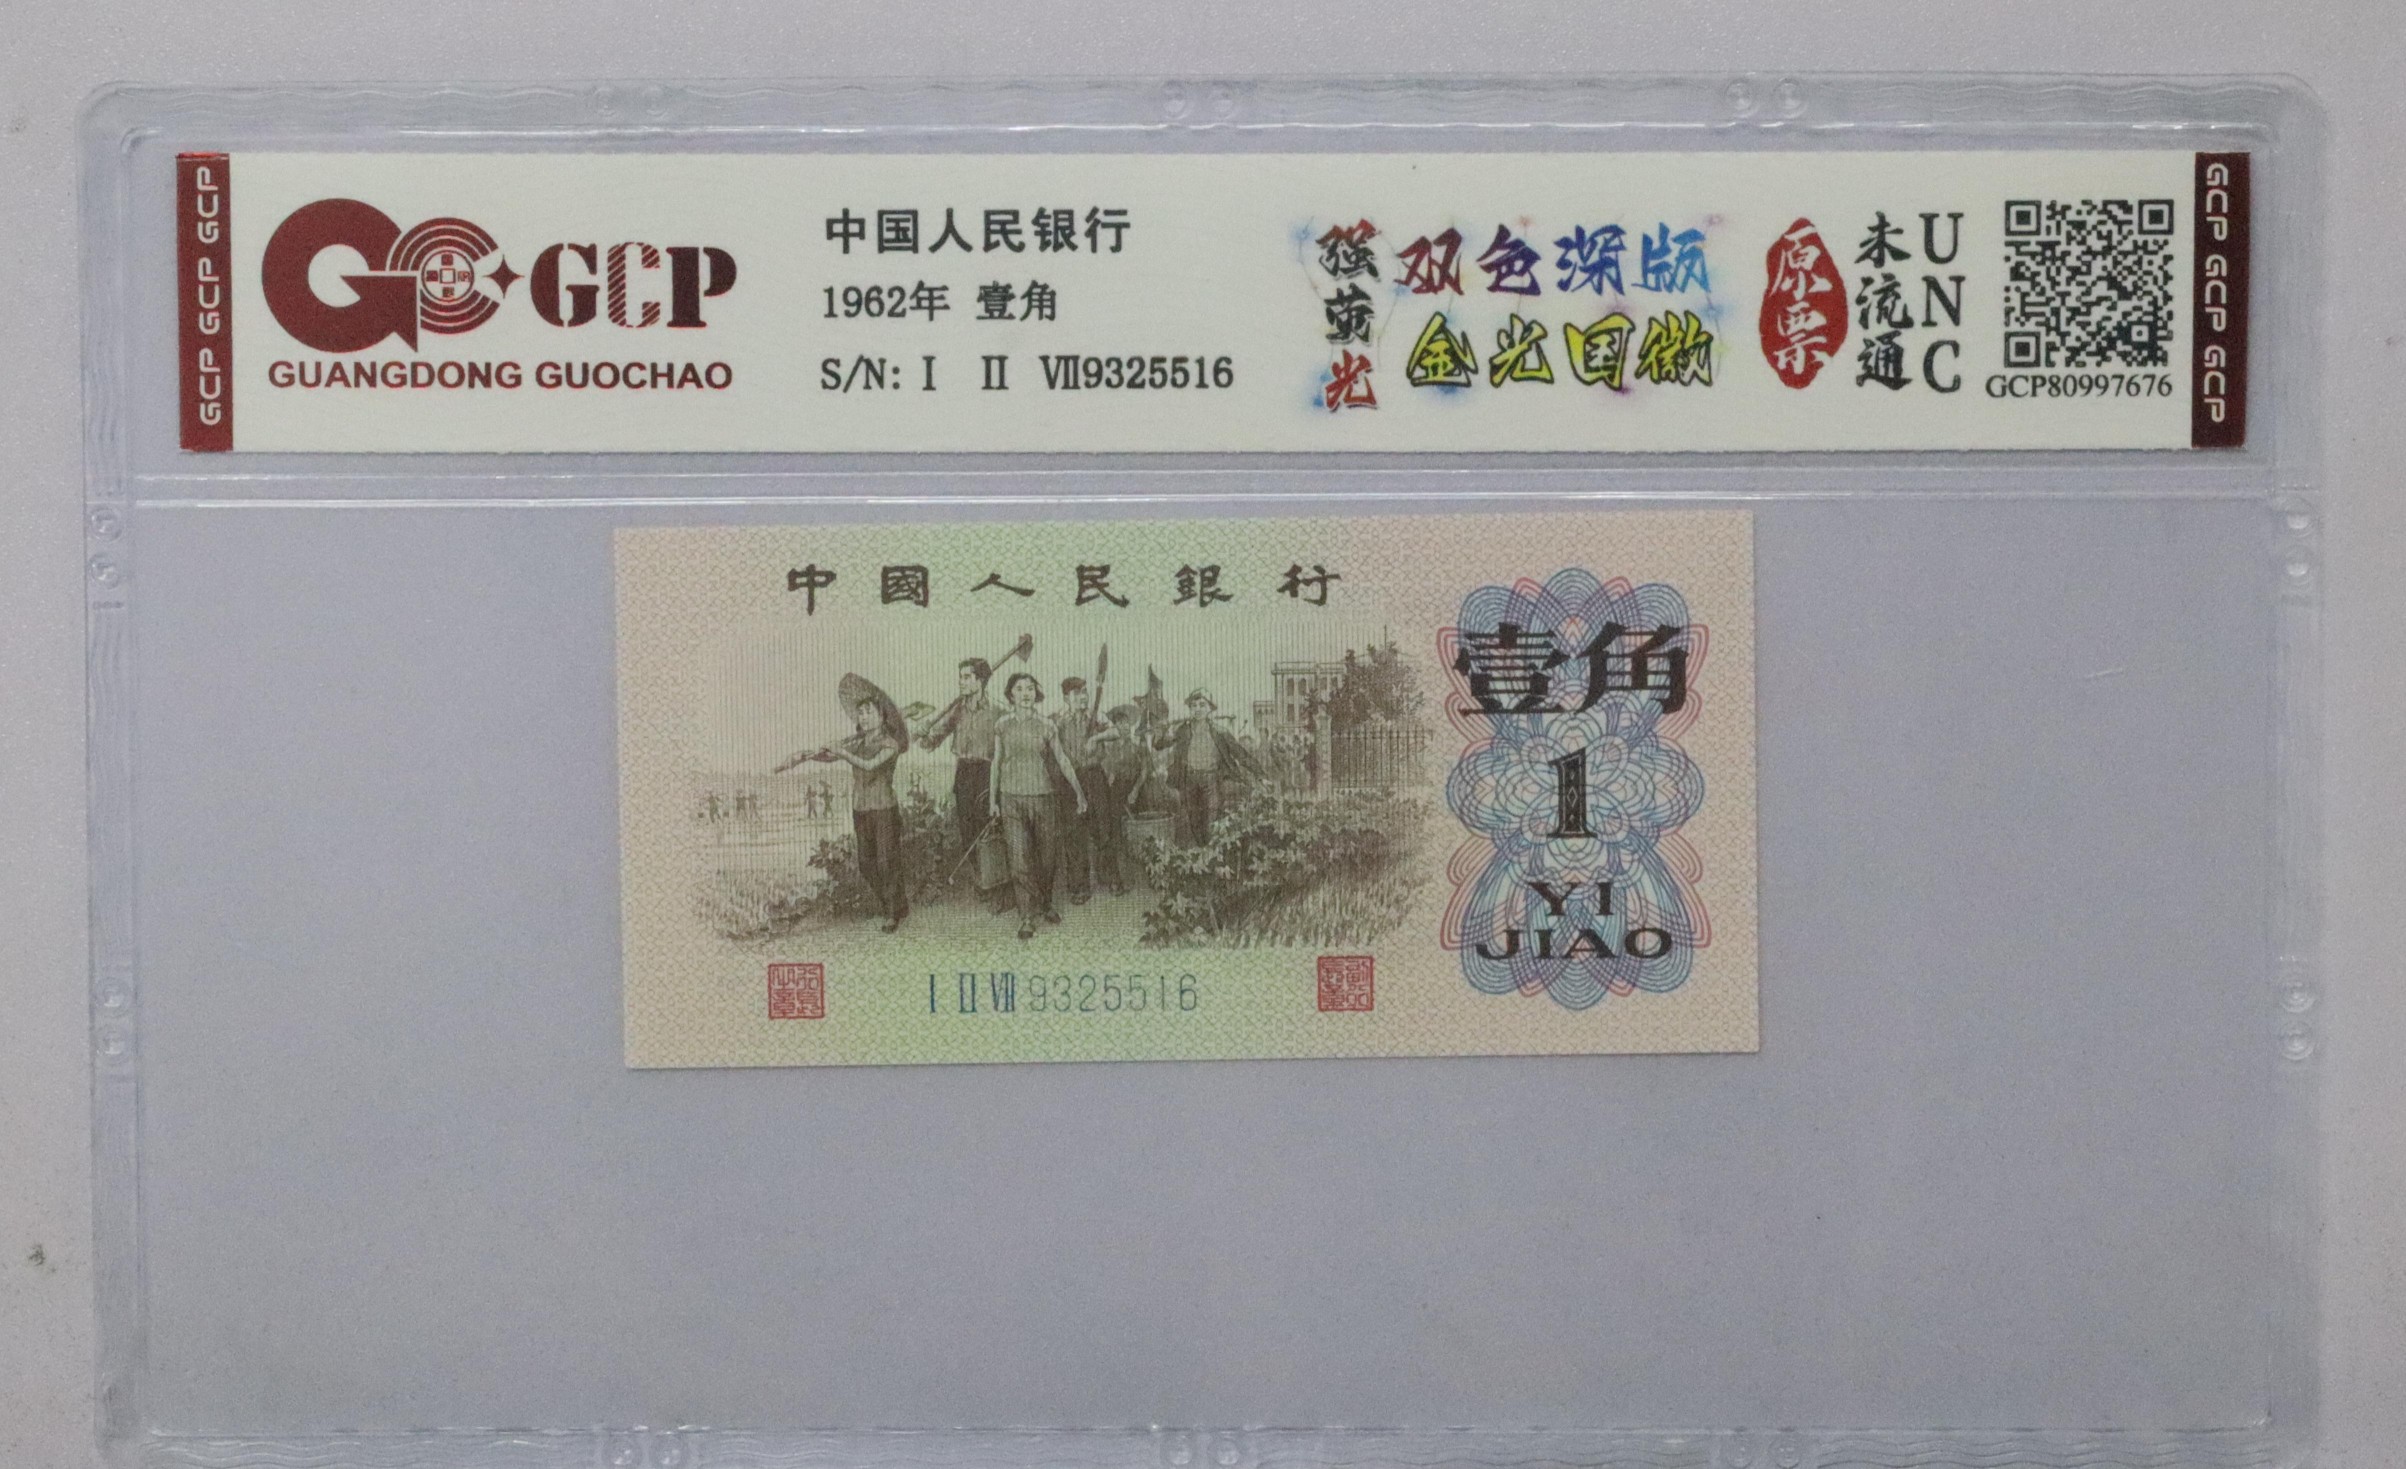 GCP GCP GCP
GCP
GUANGDONG GUOCHAO
中国人民银行
1962年 壹角
S/N: Ⅰ Ⅱ Ⅶ9325516
强荧光
双色深版
金光国徽
原票
未流通
UNC
GCP80997676
GCP GCP GCP
中國人民銀行
壹角
1
YI
JIAO
Ⅰ Ⅱ Ⅶ 9325516